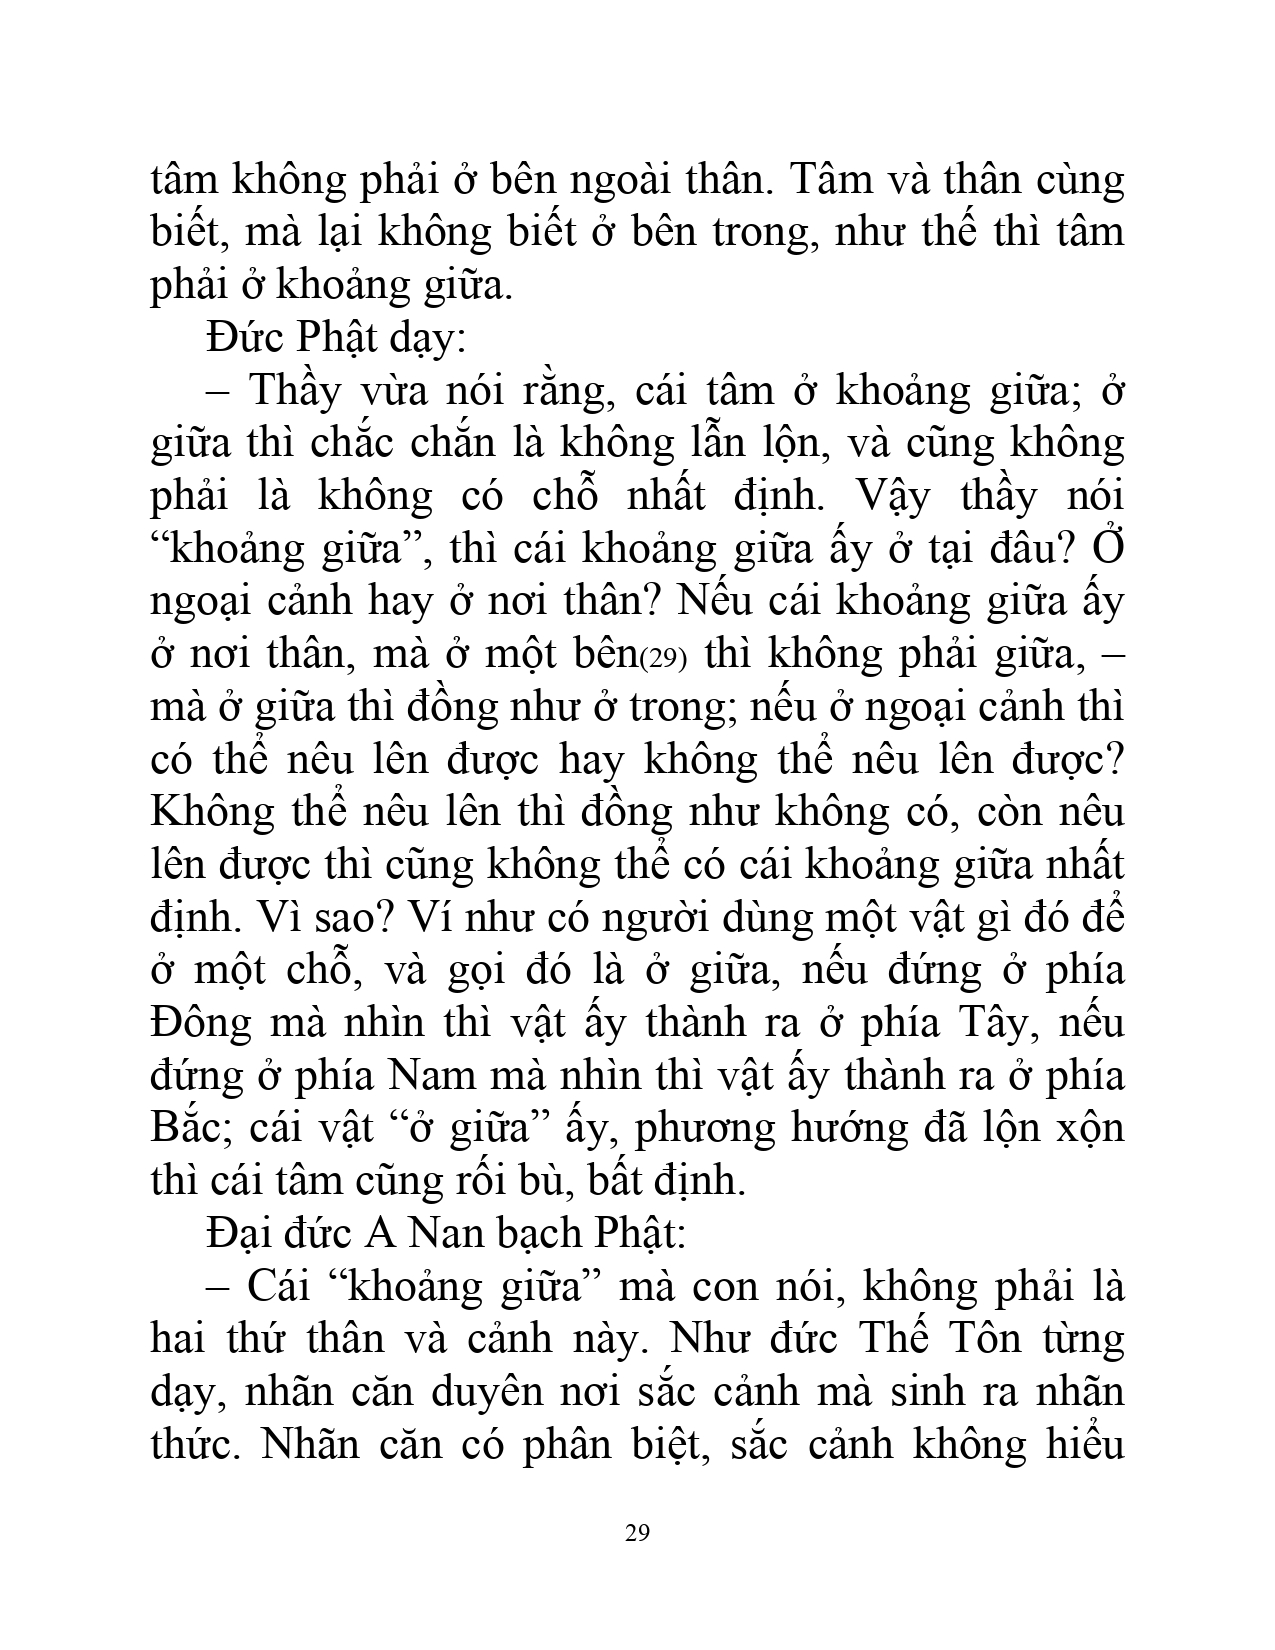 tâm không phải ở bên ngoài thân. Tâm và thân cùng
biết, mà lại không biết ở bên trong, như thế thì tâm
phải ở khoảng giữa.
Đức Phật dạy:
– Thầy vừa nói rằng, cái tâm ở khoảng giữa; ở
giữa thì chắc chắn là không lẫn lộn, và cũng không
phải là không có chỗ nhất định. Vậy thầy nói
“khoảng giữa”, thì cái khoảng giữa ấy ở tại đâu? Ở
ngoại cảnh hay ở nơi thân? Nếu cái khoảng giữa ấy
ở nơi thân, mà ở một bên(29) thì không phải giữa, –
mà ở giữa thì đồng như ở trong; nếu ở ngoại cảnh thì
có thể nêu lên được hay không thể nêu lên được?
Không thể nêu lên thì đồng như không có, còn nêu
lên được thì cũng không thể có cái khoảng giữa nhất
định. Vì sao? Ví như có người dùng một vật gì đó để
ở một chỗ, và gọi đó là ở giữa, nếu đứng ở phía
Đông mà nhìn thì vật ấy thành ra ở phía Tây, nếu
đứng ở phía Nam mà nhìn thì vật ấy thành ra ở phía
Bắc; cái vật “ở giữa” ấy, phương hướng đã lộn xộn
thì cái tâm cũng rối bù, bất định.
Đại đức A Nan bạch Phật:
– Cái “khoảng giữa” mà con nói, không phải là
hai thứ thân và cảnh này. Như đức Thế Tôn từng
dạy, nhãn căn duyên nơi sắc cảnh mà sinh ra nhãn
thức. Nhãn căn có phân biệt, sắc cảnh không hiểu
29